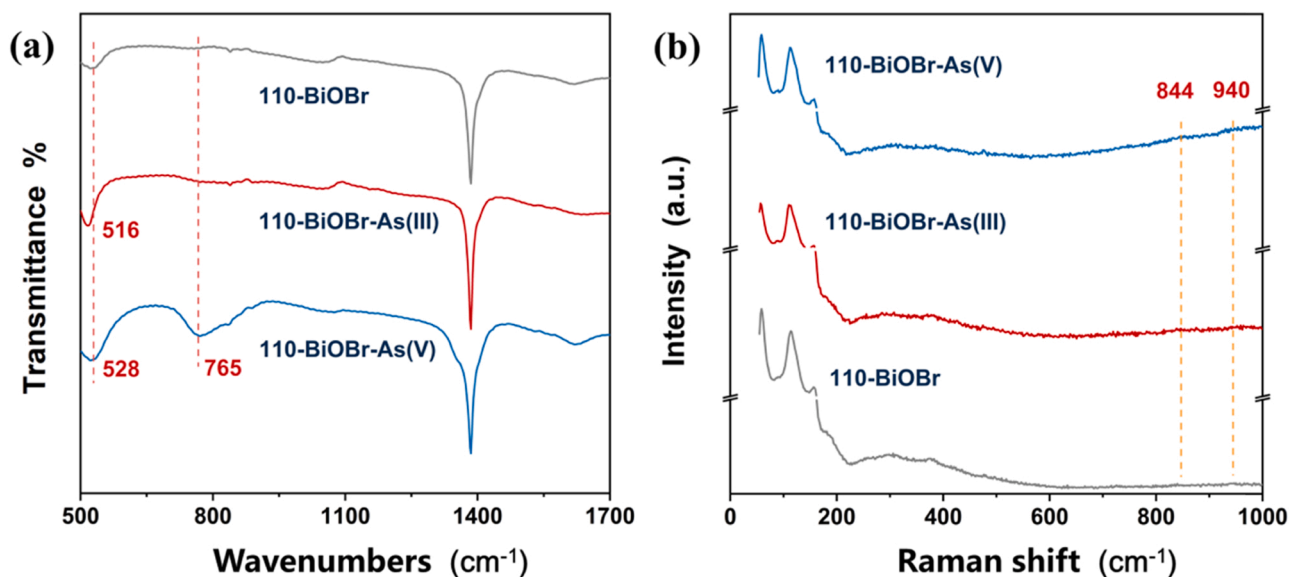 (a)
110-BiOBr
516
110-BiOBr-As(III)
528
765
110-BiOBr-As(V)
Transmittance %
500
800
1100
1400
1700
Wavenumbers (cm⁻¹)
(b)
110-BiOBr-As(V)
844
940
110-BiOBr-As(III)
110-BiOBr
Intensity (a.u.)
0
200
400
600
800
1000
Raman shift (cm⁻¹)